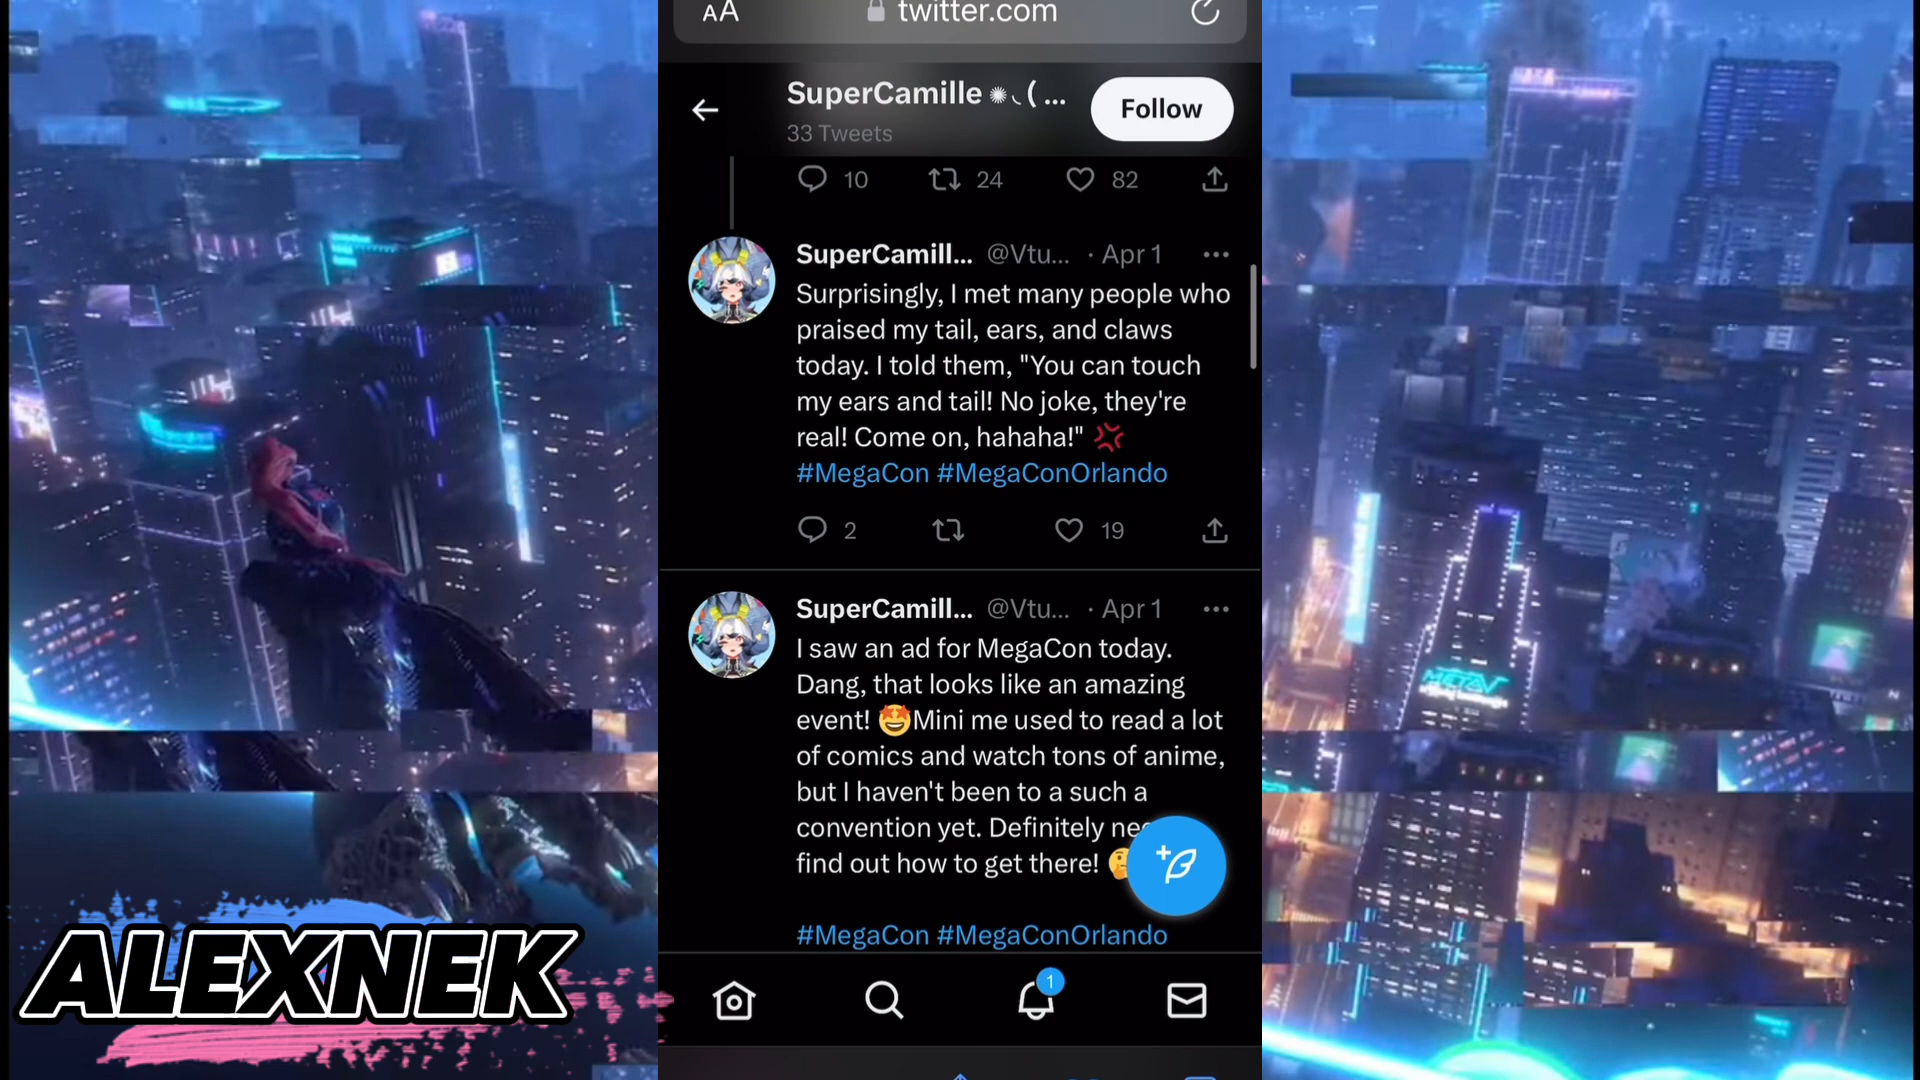 AA twitter.com
SuperCamille ✺◟( ...
33 Tweets
Follow
10 24 82
SuperCamill... @Vtu... · Apr 1
Surprisingly, I met many people who
praised my tail, ears, and claws
today. I told them, "You can touch
my ears and tail! No joke, they're
real! Come on, hahaha!" 💢
#MegaCon #MegaConOrlando
2 19
SuperCamill... @Vtu... · Apr 1
I saw an ad for MegaCon today.
Dang, that looks like an amazing
event! 🤩Mini me used to read a lot
of comics and watch tons of anime,
but I haven't been to a such a
convention yet. Definitely
find out how to get there! 🤔
#MegaCon #MegaConOrlando
1
ALEXNEK